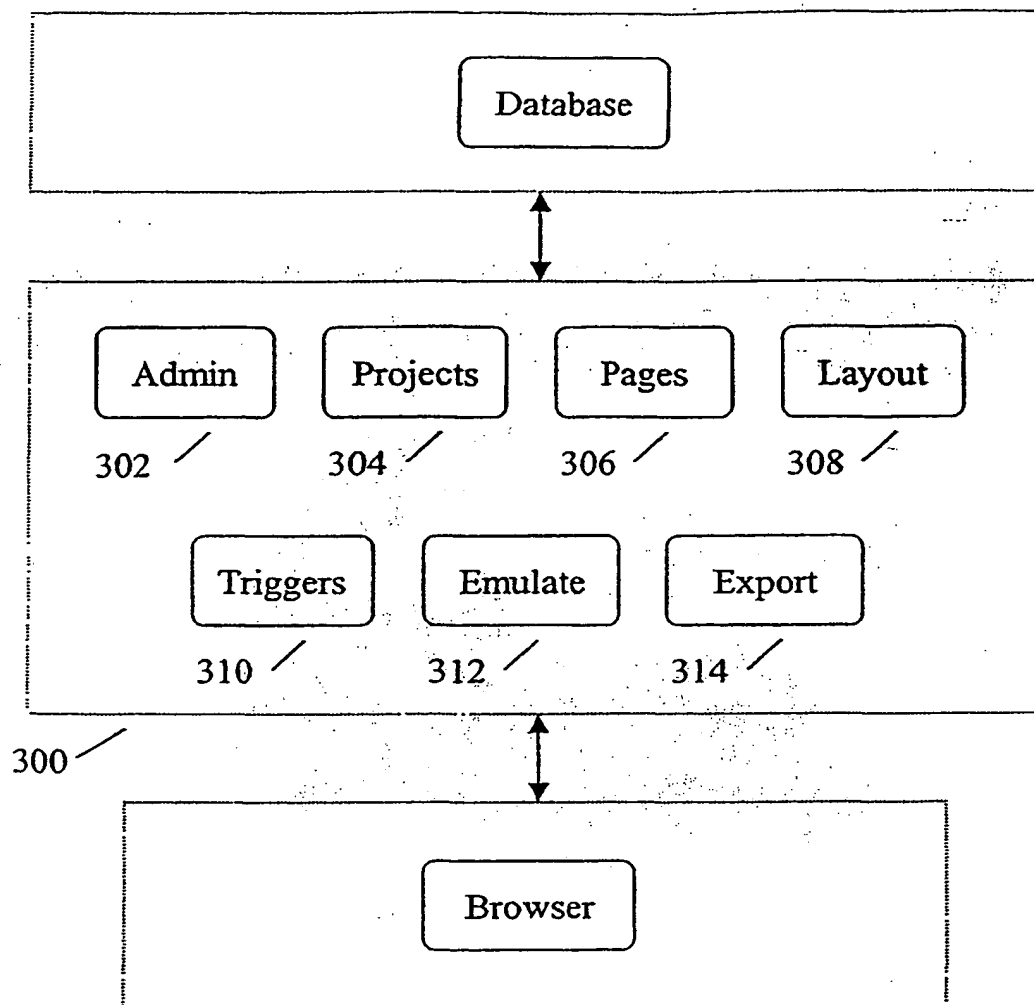 Database
Admin
Projects
Pages
Layout
302
304
306
308
Triggers
Emulate
Export
310
312
314
300
Browser